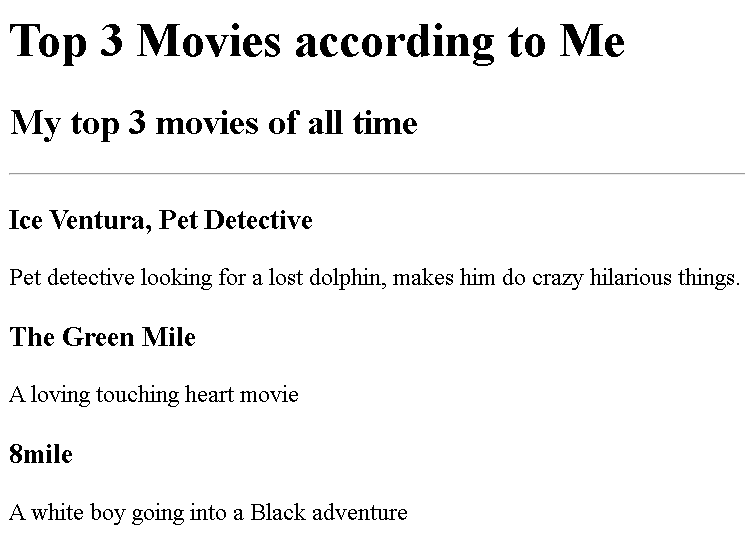 Top 3 Movies according to Me
My top 3 movies of all time
Ice Ventura, Pet Detective
Pet detective looking for a lost dolphin, makes him do crazy hilarious things.
The Green Mile
A loving touching heart movie
8mile
A white boy going into a Black adventure